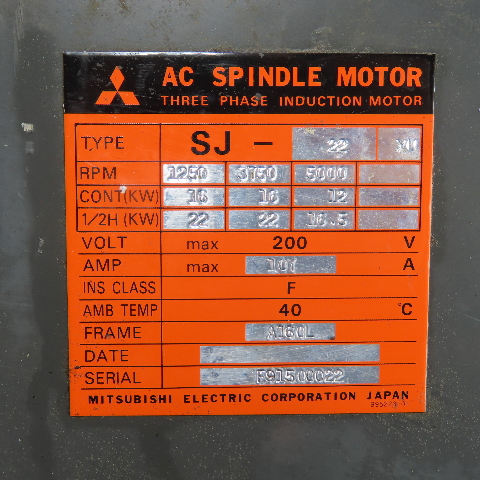 AC SPINDLE MOTOR
THREE PHASE INDUCTION MOTOR
TYPE SJ - 22
RPM 1250 3750 5000
CONT(KW) 16 16 12
1/2H (KW) 22 22 16.5
VOLT max 200 V
AMP max A
INS CLASS F
AMB TEMP 40 °C
FRAME A160L
DATE
SERIAL F91500022
MITSUBISHI ELECTRIC CORPORATION JAPAN